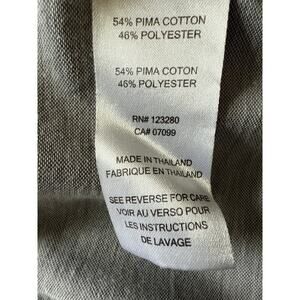 54% PIMA COTTON
46% POLYESTER
54% PIMA COTON
46% POLYESTER
RN# 123280
CA# 07099
MADE IN THAILAND
FABRIQUE EN THAILAND
SEE REVERSE FOR CARE
VOIR AU VERSO POUR
LES INSTRUCTIONS
DE LAVAGE